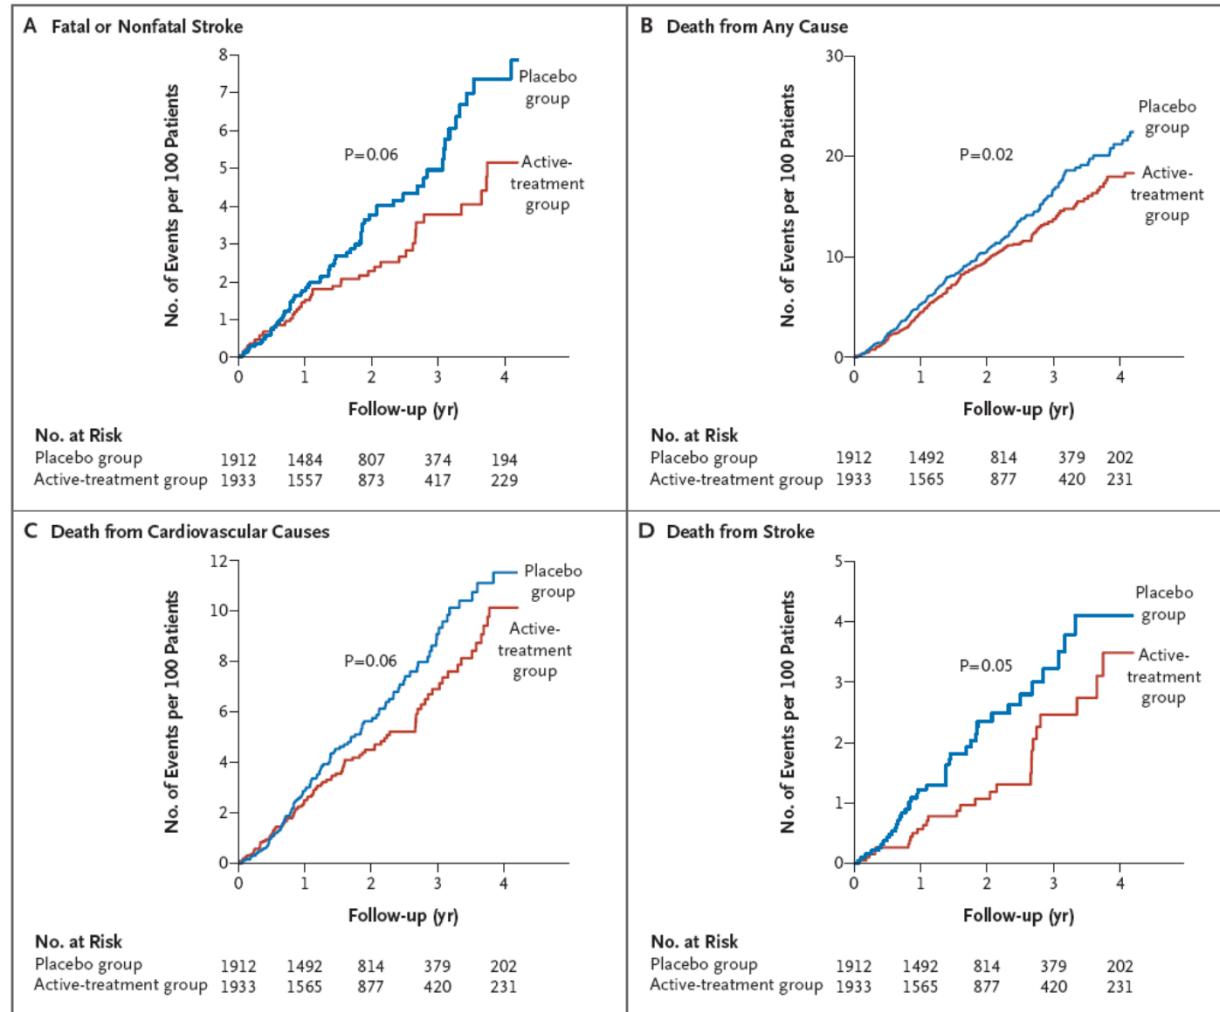 A Fatal or Nonfatal Stroke
No. of Events per 100 Patients
8
7
6
5
4
3
2
1
0
P=0.06
Placebo
group
Active-
treatment
group
0 1 2 3 4
Follow-up (yr)
No. at Risk
Placebo group 1912 1484 807 374 194
Active-treatment group 1933 1557 873 417 229
B Death from Any Cause
No. of Events per 100 Patients
30
20
10
0
P=0.02
Placebo
group
Active-
treatment
group
0 1 2 3 4
Follow-up (yr)
No. at Risk
Placebo group 1912 1492 814 379 202
Active-treatment group 1933 1565 877 420 231
C Death from Cardiovascular Causes
No. of Events per 100 Patients
12
10
8
6
4
2
0
P=0.06
Placebo
group
Active-
treatment
group
0 1 2 3 4
Follow-up (yr)
No. at Risk
Placebo group 1912 1492 814 379 202
Active-treatment group 1933 1565 877 420 231
D Death from Stroke
No. of Events per 100 Patients
5
4
3
2
1
0
P=0.05
Placebo
group
Active-
treatment
group
0 1 2 3 4
Follow-up (yr)
No. at Risk
Placebo group 1912 1492 814 379 202
Active-treatment group 1933 1565 877 420 231